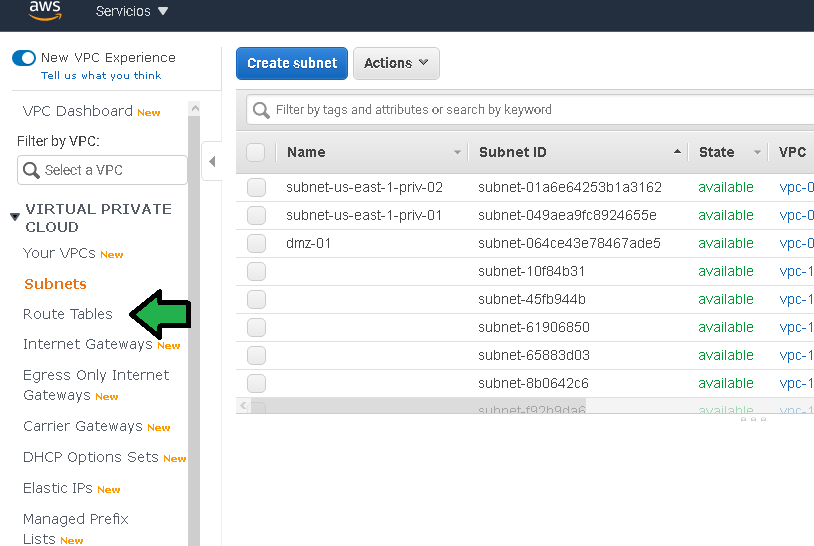 aws
Servicios
New VPC Experience
Tell us what you think
VPC Dashboard New
Filter by VPC:
Select a VPC
VIRTUAL PRIVATE
CLOUD
Your VPCs New
Subnets
Route Tables
Internet Gateways New
Egress Only Internet
Gateways New
Carrier Gateways New
DHCP Options Sets New
Elastic IPs New
Managed Prefix
Lists New
Create subnet Actions
Filter by tags and attributes or search by keyword
Name Subnet ID State VPC
subnet-us-east-1-priv-02 subnet-01a6e64253b1a3162 available vpc-0
subnet-us-east-1-priv-01 subnet-049aea9fc8924655e available vpc-0
dmz-01 subnet-064ce43e78467ade5 available vpc-0
subnet-10f84b31 available vpc-1
subnet-45fb944b available vpc-1
subnet-61906850 available vpc-1
subnet-65883d03 available vpc-1
subnet-8b0642c6 available vpc-1
subnet-f92b9da6 available vpc-1